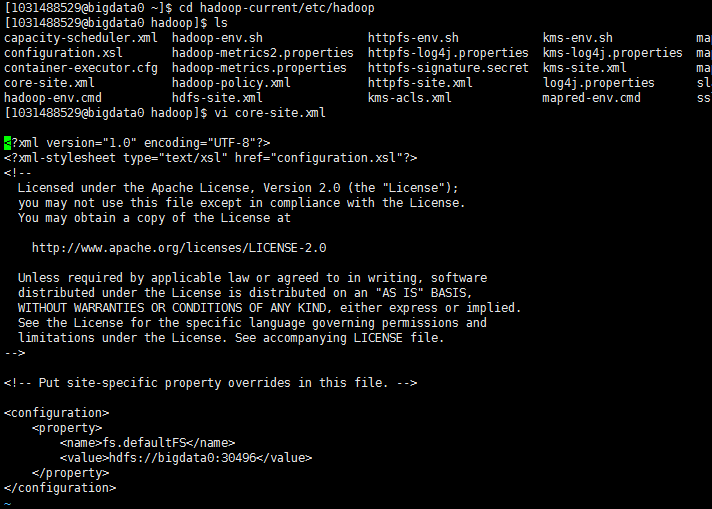 [1031488529@bigdata0 ~]$ cd hadoop-current/etc/hadoop
[1031488529@bigdata0 hadoop]$ ls
capacity-scheduler.xml  hadoop-env.sh               httpfs-env.sh            kms-env.sh            map
configuration.xsl       hadoop-metrics2.properties  httpfs-log4j.properties  kms-log4j.properties  map
container-executor.cfg  hadoop-metrics.properties   httpfs-signature.secret  kms-site.xml          ma
core-site.xml           hadoop-policy.xml           httpfs-site.xml          log4j.properties      sl
hadoop-env.cmd          hdfs-site.xml               kms-acls.xml             mapred-env.cmd        ss
[1031488529@bigdata0 hadoop]$ vi core-site.xml
<?xml version="1.0" encoding="UTF-8"?>
<?xml-stylesheet type="text/xsl" href="configuration.xsl"?>
<!--
  Licensed under the Apache License, Version 2.0 (the "License");
  you may not use this file except in compliance with the License.
  You may obtain a copy of the License at
    http://www.apache.org/licenses/LICENSE-2.0
  Unless required by applicable law or agreed to in writing, software
  distributed under the License is distributed on an "AS IS" BASIS,
  WITHOUT WARRANTIES OR CONDITIONS OF ANY KIND, either express or implied.
  See the License for the specific language governing permissions and
  limitations under the License. See accompanying LICENSE file.
-->
<!-- Put site-specific property overrides in this file. -->
<configuration>
    <property>
        <name>fs.defaultFS</name>
        <value>hdfs://bigdata0:30496</value>
    </property>
</configuration>
~